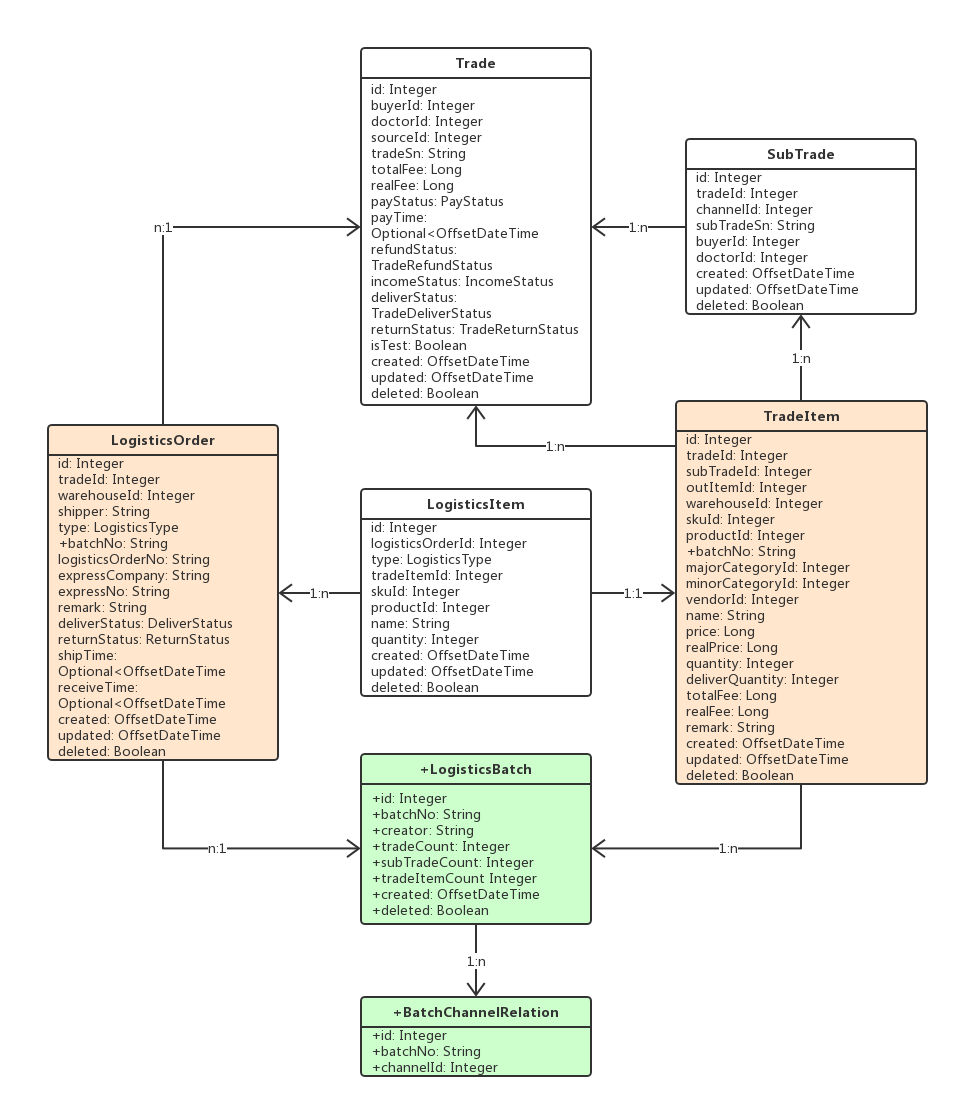 Trade
id: Integer
buyerId: Integer
doctorId: Integer
sourceId: Integer
tradeSn: String
totalFee: Long
realFee: Long
payStatus: PayStatus
payTime:
Optional<OffsetDateTime
refundStatus:
TradeRefundStatus
incomeStatus: IncomeStatus
deliverStatus:
TradeDeliverStatus
returnStatus: TradeReturnStatus
isTest: Boolean
created: OffsetDateTime
updated: OffsetDateTime
deleted: Boolean
SubTrade
id: Integer
tradeId: Integer
channelId: Integer
subTradeSn: String
buyerId: Integer
doctorId: Integer
created: OffsetDateTime
updated: OffsetDateTime
deleted: Boolean
n:1
1:n
1:n
1:n
LogisticsOrder
id: Integer
tradeId: Integer
warehouseId: Integer
shipper: String
type: LogisticsType
+batchNo: String
logisticsOrderNo: String
expressCompany: String
expressNo: String
remark: String
deliverStatus: DeliverStatus
returnStatus: ReturnStatus
shipTime:
Optional<OffsetDateTime
receiveTime:
Optional<OffsetDateTime
created: OffsetDateTime
updated: OffsetDateTime
deleted: Boolean
1:n
LogisticsItem
id: Integer
logisticsOrderId: Integer
type: LogisticsType
tradeItemId: Integer
skuId: Integer
productId: Integer
name: String
quantity: Integer
created: OffsetDateTime
updated: OffsetDateTime
deleted: Boolean
1:1
TradeItem
id: Integer
tradeId: Integer
subTradeId: Integer
outItemId: Integer
warehouseId: Integer
skuId: Integer
productId: Integer
+batchNo: String
majorCategoryId: Integer
minorCategoryId: Integer
vendorId: Integer
name: String
price: Long
realPrice: Long
quantity: Integer
deliverQuantity: Integer
totalFee: Long
realFee: Long
remark: String
created: OffsetDateTime
updated: OffsetDateTime
deleted: Boolean
n:1
+LogisticsBatch
+id: Integer
+batchNo: String
+creator: String
+tradeCount: Integer
+subTradeCount: Integer
+tradeItemCount Integer
+created: OffsetDateTime
+deleted: Boolean
1:n
1:n
+BatchChannelRelation
+id: Integer
+batchNo: String
+channelId: Integer